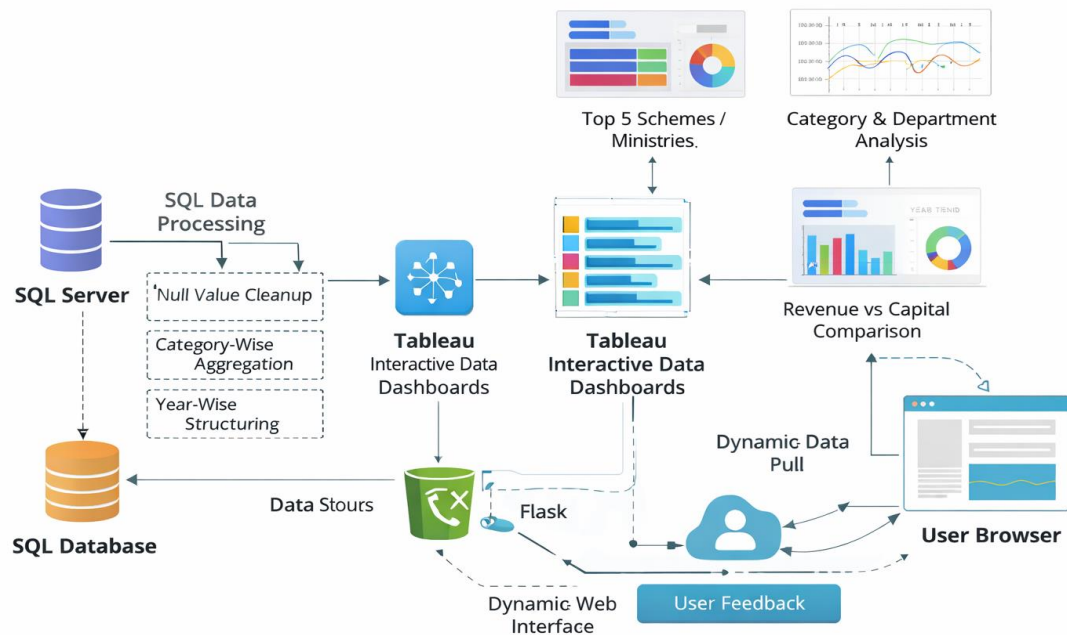 Top 5 Schemes /
Ministries.
Category & Department
Analysis
SQL Data
Processing
YEAR
SQL Server
Null Value Cleanup
Category-Wise
Aggregation
Year-Wise
Structuring
Tableau
Interactive Data
Dashboards
Tableau
Interactive Data
Dashboards
Revenue vs Capital
Comparison
Dynamic Data
Pull
Data Stours
Flask
SQL Database
User Browser
Dynamic Web
Interface
User Feedback